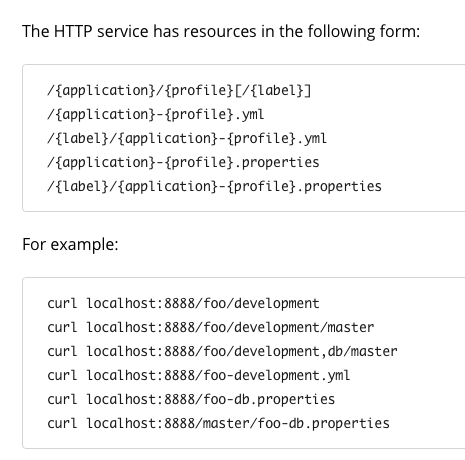 The HTTP service has resources in the following form:
/{application}/{profile}[/{label}]
/{application}-{profile}.yml
/{label}/{application}-{profile}.yml
/{application}-{profile}.properties
/{label}/{application}-{profile}.properties
For example:
curl localhost:8888/foo/development
curl localhost:8888/foo/development/master
curl localhost:8888/foo/development,db/master
curl localhost:8888/foo-development.yml
curl localhost:8888/foo-db.properties
curl localhost:8888/master/foo-db.properties